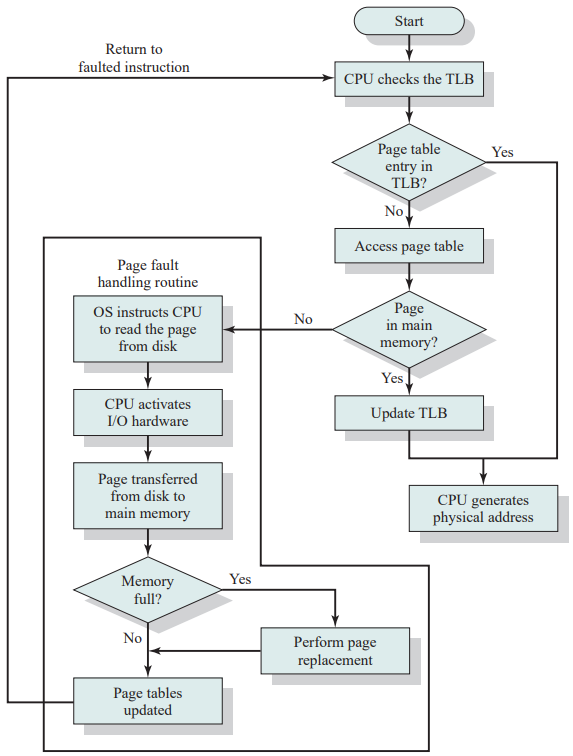 Start
Return to
faulted instruction
CPU checks the TLB
Page table
entry in
TLB?
Yes
No
Access page table
Page fault
handling routine
OS instructs CPU
to read the page
from disk
No
Page
in main
memory?
Yes
CPU activates
I/O hardware
Update TLB
Page transferred
from disk to
main memory
CPU generates
physical address
Memory
full?
Yes
No
Perform page
replacement
Page tables
updated